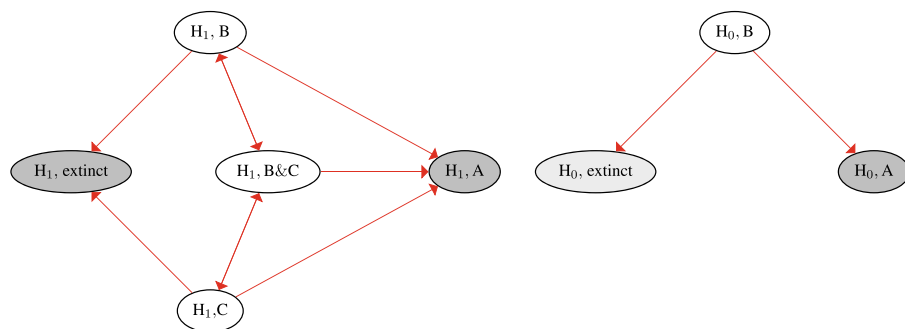 H₁, B
H₀, B
H₁, extinct
H₁, B&C
H₁, A
H₀, extinct
H₀, A
H₁,C